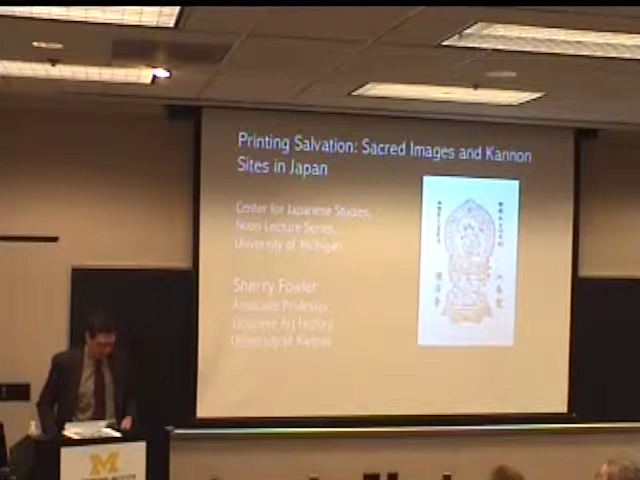 Printing Salvation: Sacred Images and Kannon
Sites in Japan
Center for Japanese Studies,
Noon Lecture Series,
University of Michigan
Sherry Fowler
Associate Professor,
Japanese Art History
University of Kansas
M